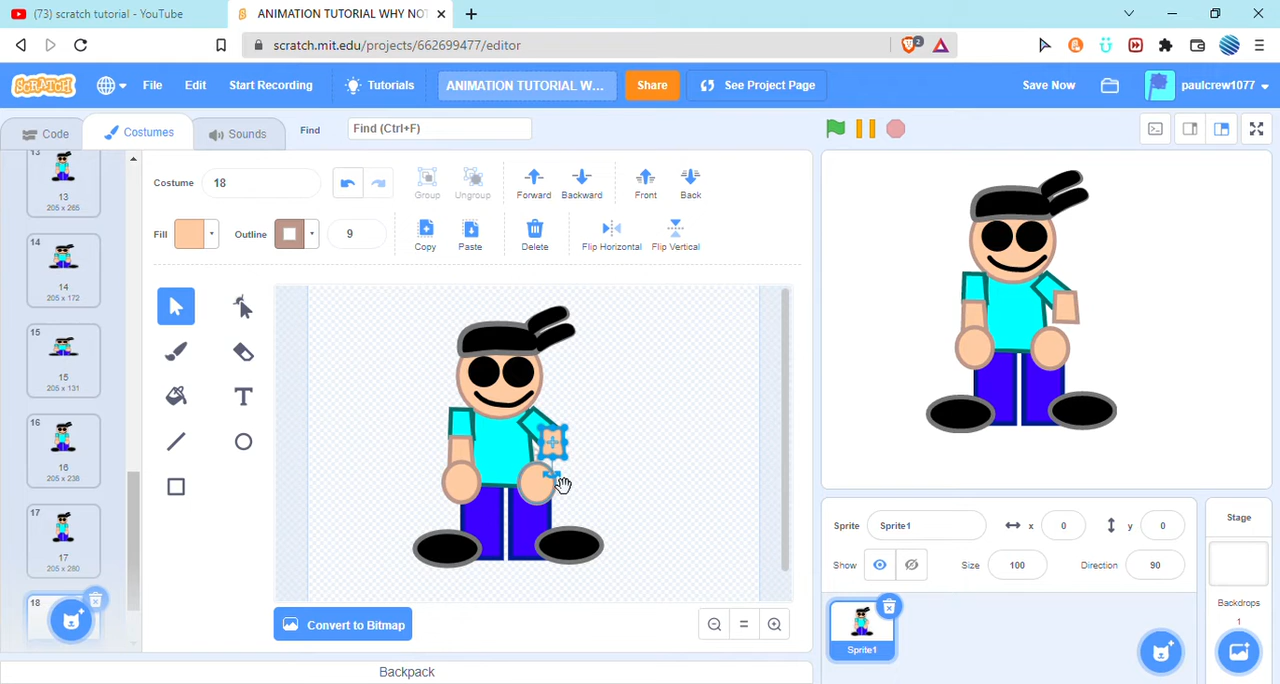 (73) scratch tutorial - YouTube
ANIMATION TUTORIAL WHY NOT
scratch.mit.edu/projects/662699477/editor
2
SCRATCH
File
Edit
Start Recording
Tutorials
ANIMATION TUTORIAL W...
Share
See Project Page
Save Now
paulcrew1077
Code
Costumes
Sounds
Find
Find (Ctrl+F)
13
13
205 x 265
14
14
205 x 172
15
15
205 x 131
16
16
205 x 238
17
17
205 x 280
18
Costume
18
Group
Ungroup
Forward
Backward
Front
Back
Fill
Outline
9
Copy
Paste
Delete
Flip Horizontal
Flip Vertical
Convert to Bitmap
Backpack
Sprite
Sprite1
x
0
y
0
Show
Size
100
Direction
90
Sprite1
Stage
Backdrops
1